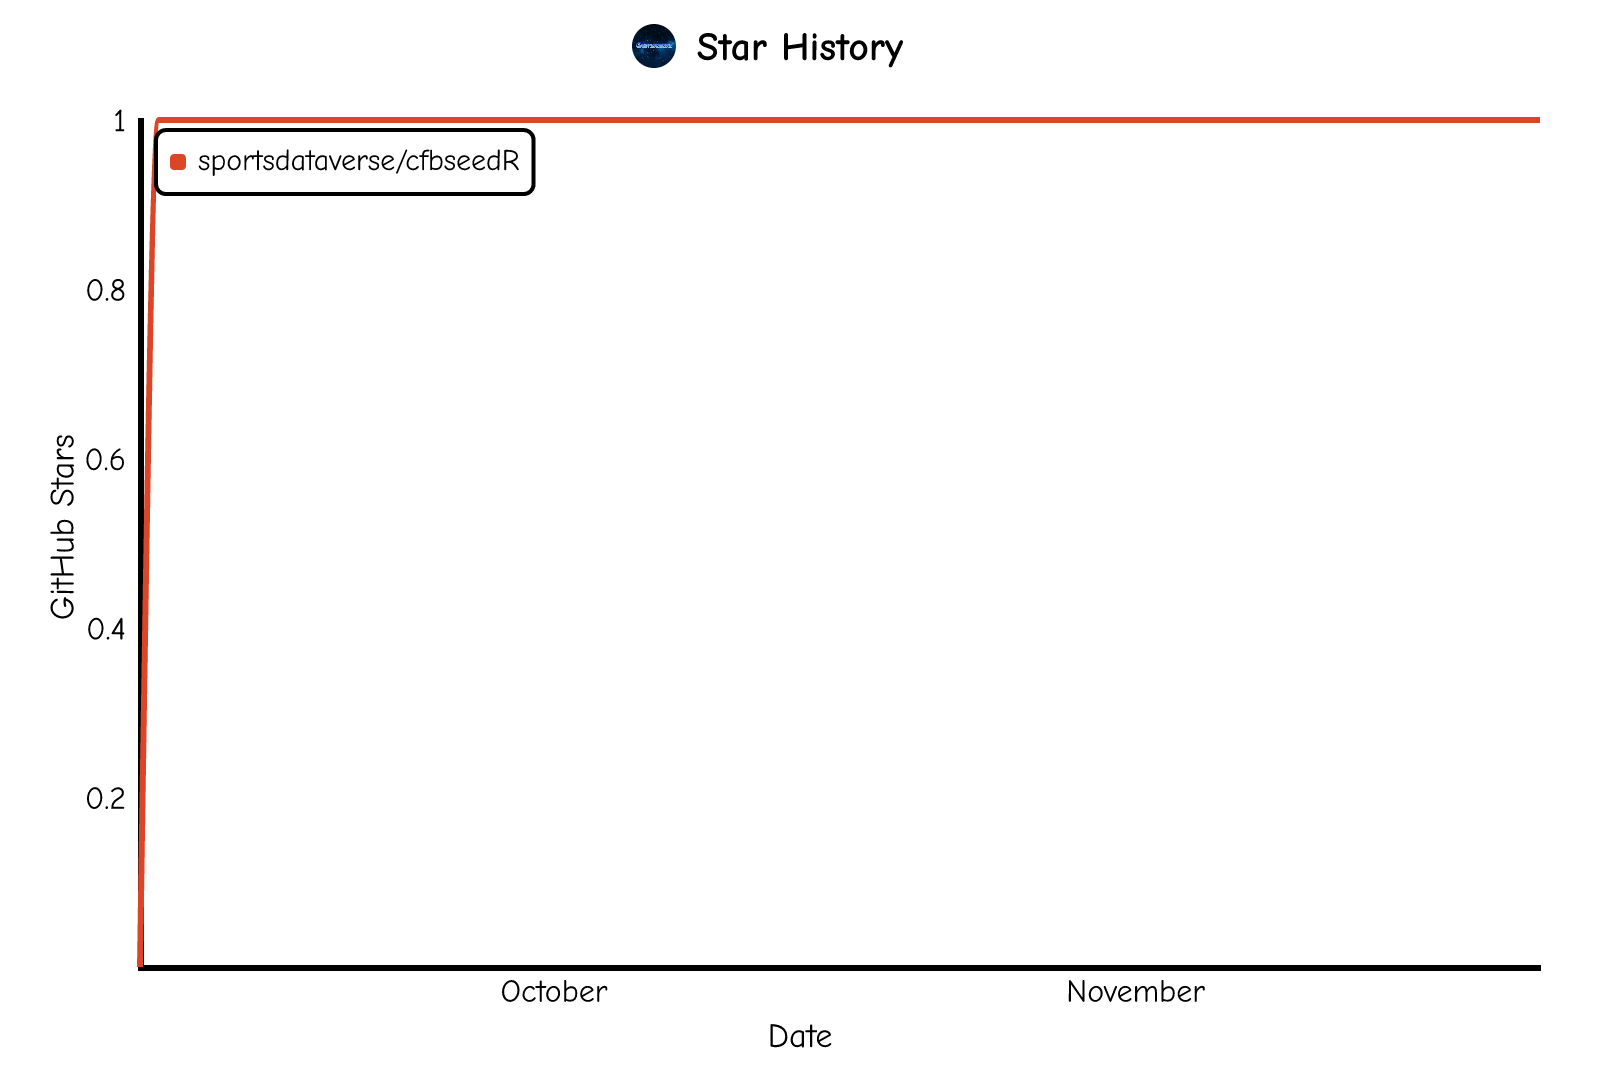 Star History
1
sportsdataverse/cfbseedR
0.8
0.6
GitHub Stars
0.4
0.2
October November
Date